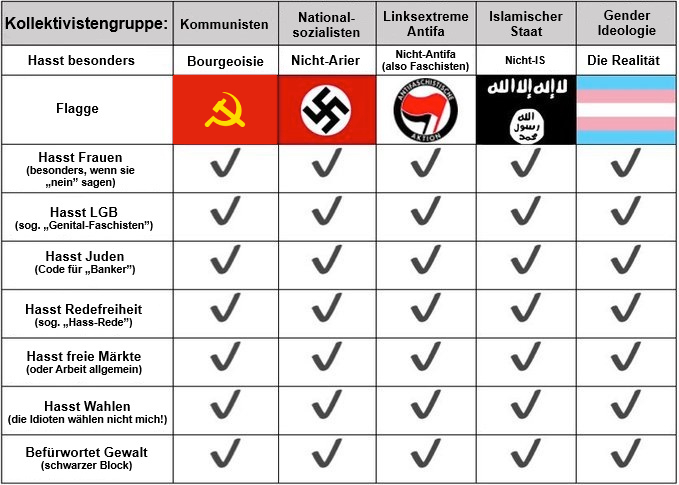 Kollektivistengruppe:
Kommunisten
National-
sozialisten
Linksextreme
Antifa
Islamischer
Staat
Gender
Ideologie
Hasst besonders
Bourgeoisie
Nicht-Arier
Nicht-Antifa
(also Faschisten)
Nicht-IS
Die Realität
Flagge
ANTIFASCHISTISCHE
AKTION
لا إله إلا الله
الله
رسول
محمد
Hasst Frauen
(besonders, wenn sie
„nein” sagen)
Hasst LGB
(sog. „Genital-Faschisten”)
Hasst Juden
(Code für „Banker”)
Hasst Redefreiheit
(sog. „Hass-Rede”)
Hasst freie Märkte
(oder Arbeit allgemein)
Hasst Wahlen
(die Idioten wählen nicht mich!)
Befürwortet Gewalt
(schwarzer Block)